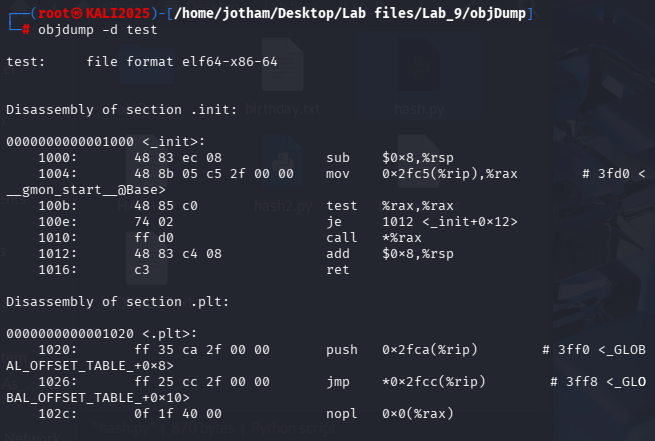 ┌──(root㉿KALI2025)-[/home/jotham/Desktop/Lab files/Lab_9/objDump]
└─# objdump -d test

test:     file format elf64-x86-64


Disassembly of section .init:

0000000000001000 <_init>:
    1000:       48 83 ec 08             sub    $0×8,%rsp
    1004:       48 8b 05 c5 2f 00 00    mov    0×2fc5(%rip),%rax        # 3fd0 <
__gmon_start__@Base>
    100b:       48 85 c0                test   %rax,%rax
    100e:       74 02                   je     1012 <_init+0×12>
    1010:       ff d0                   call   *%rax
    1012:       48 83 c4 08             add    $0×8,%rsp
    1016:       c3                      ret

Disassembly of section .plt:

0000000000001020 <.plt>:
    1020:       ff 35 ca 2f 00 00       push   0×2fca(%rip)        # 3ff0 <_GLOB
AL_OFFSET_TABLE_+0×8>
    1026:       ff 25 cc 2f 00 00       jmp    *0×2fcc(%rip)        # 3ff8 <_GLO
BAL_OFFSET_TABLE_+0×10>
    102c:       0f 1f 40 00             nopl   0×0(%rax)
birthday.txt
hash.py
hash2.py